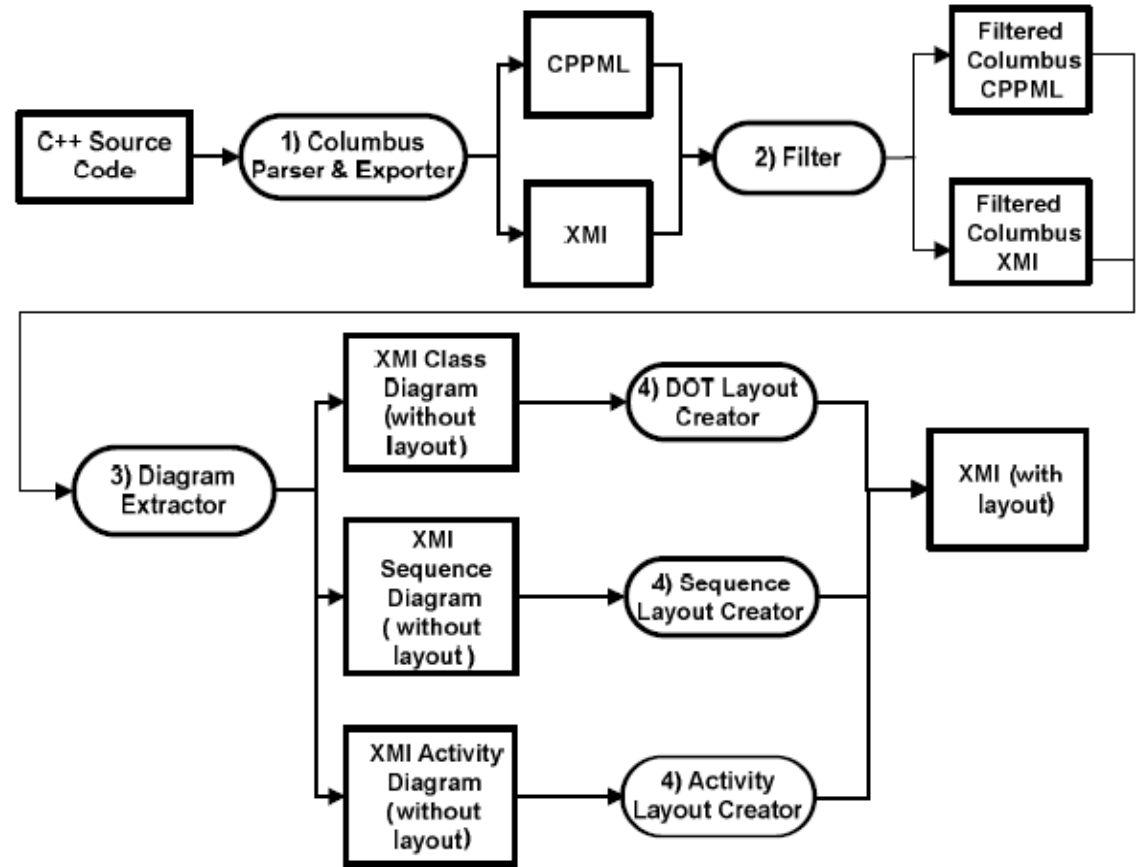 C++ Source
Code
1) Columbus
Parser & Exporter
CPPML
XMI
2) Filter
Filtered
Columbus
CPPML
Filtered
Columbus
XMI
3) Diagram
Extractor
XMI Class
Diagram
(without
layout)
4) DOT Layout
Creator
XMI
Sequence
Diagram
( without
layout )
4) Sequence
Layout Creator
XMI Activity
Diagram
(without
layout)
4) Activity
Layout Creator
XMI (with
layout)